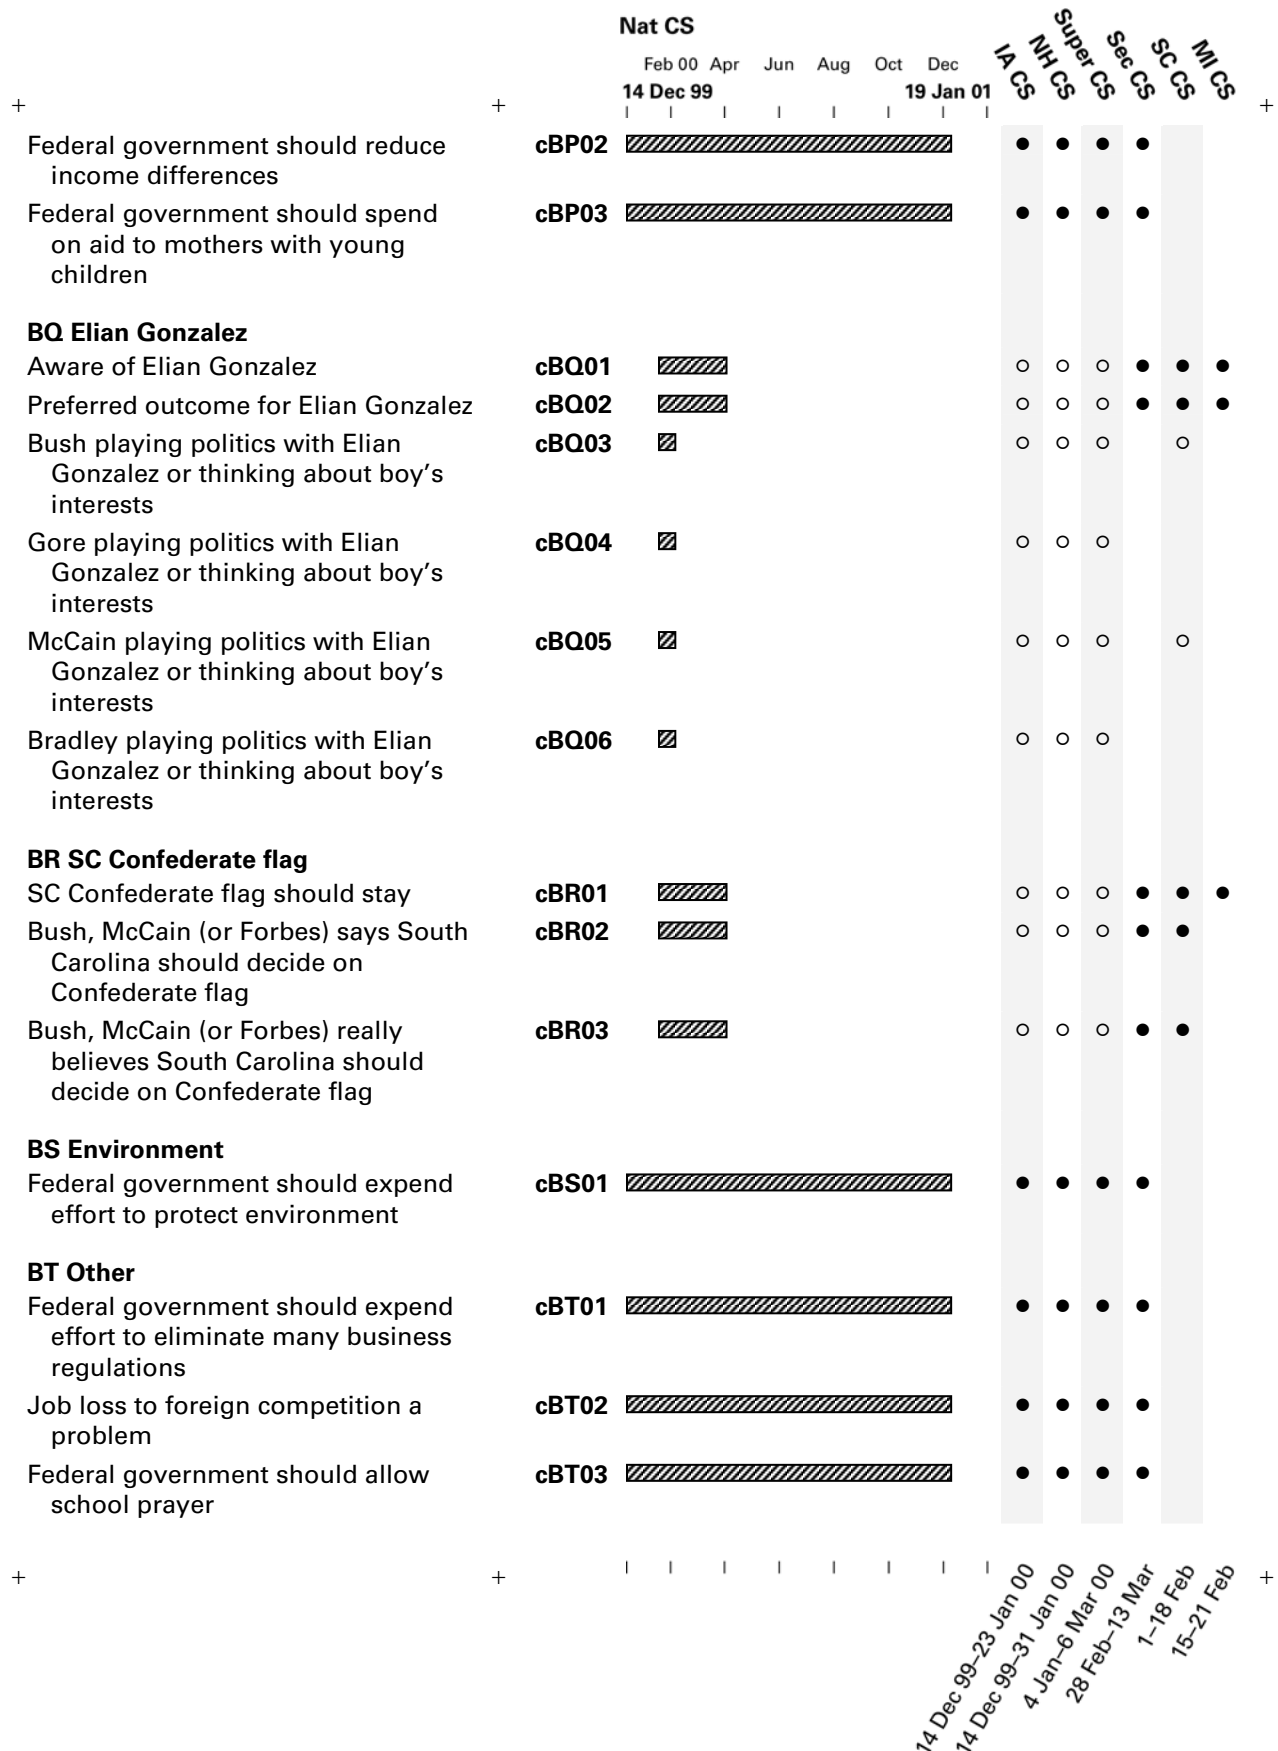 Nat CS
Feb 00 Apr Jun Aug Oct Dec
14 Dec 99 19 Jan 01
IA CS NH CS Super CS Sec CS SC CS MI CS
Federal government should reduce cBP02
income differences
Federal government should spend cBP03
on aid to mothers with young
children
BQ Elian Gonzalez
Aware of Elian Gonzalez cBQ01
Preferred outcome for Elian Gonzalez cBQ02
Bush playing politics with Elian cBQ03
Gonzalez or thinking about boy’s
interests
Gore playing politics with Elian cBQ04
Gonzalez or thinking about boy’s
interests
McCain playing politics with Elian cBQ05
Gonzalez or thinking about boy’s
interests
Bradley playing politics with Elian cBQ06
Gonzalez or thinking about boy’s
interests
BR SC Confederate flag
SC Confederate flag should stay cBR01
Bush, McCain (or Forbes) says South cBR02
Carolina should decide on
Confederate flag
Bush, McCain (or Forbes) really cBR03
believes South Carolina should
decide on Confederate flag
BS Environment
Federal government should expend cBS01
effort to protect environment
BT Other
Federal government should expend cBT01
effort to eliminate many business
regulations
Job loss to foreign competition a cBT02
problem
Federal government should allow cBT03
school prayer
14 Dec 99–23 Jan 00
14 Dec 99–31 Jan 00
4 Jan–6 Mar 00
28 Feb–13 Mar
1–18 Feb
15–21 Feb